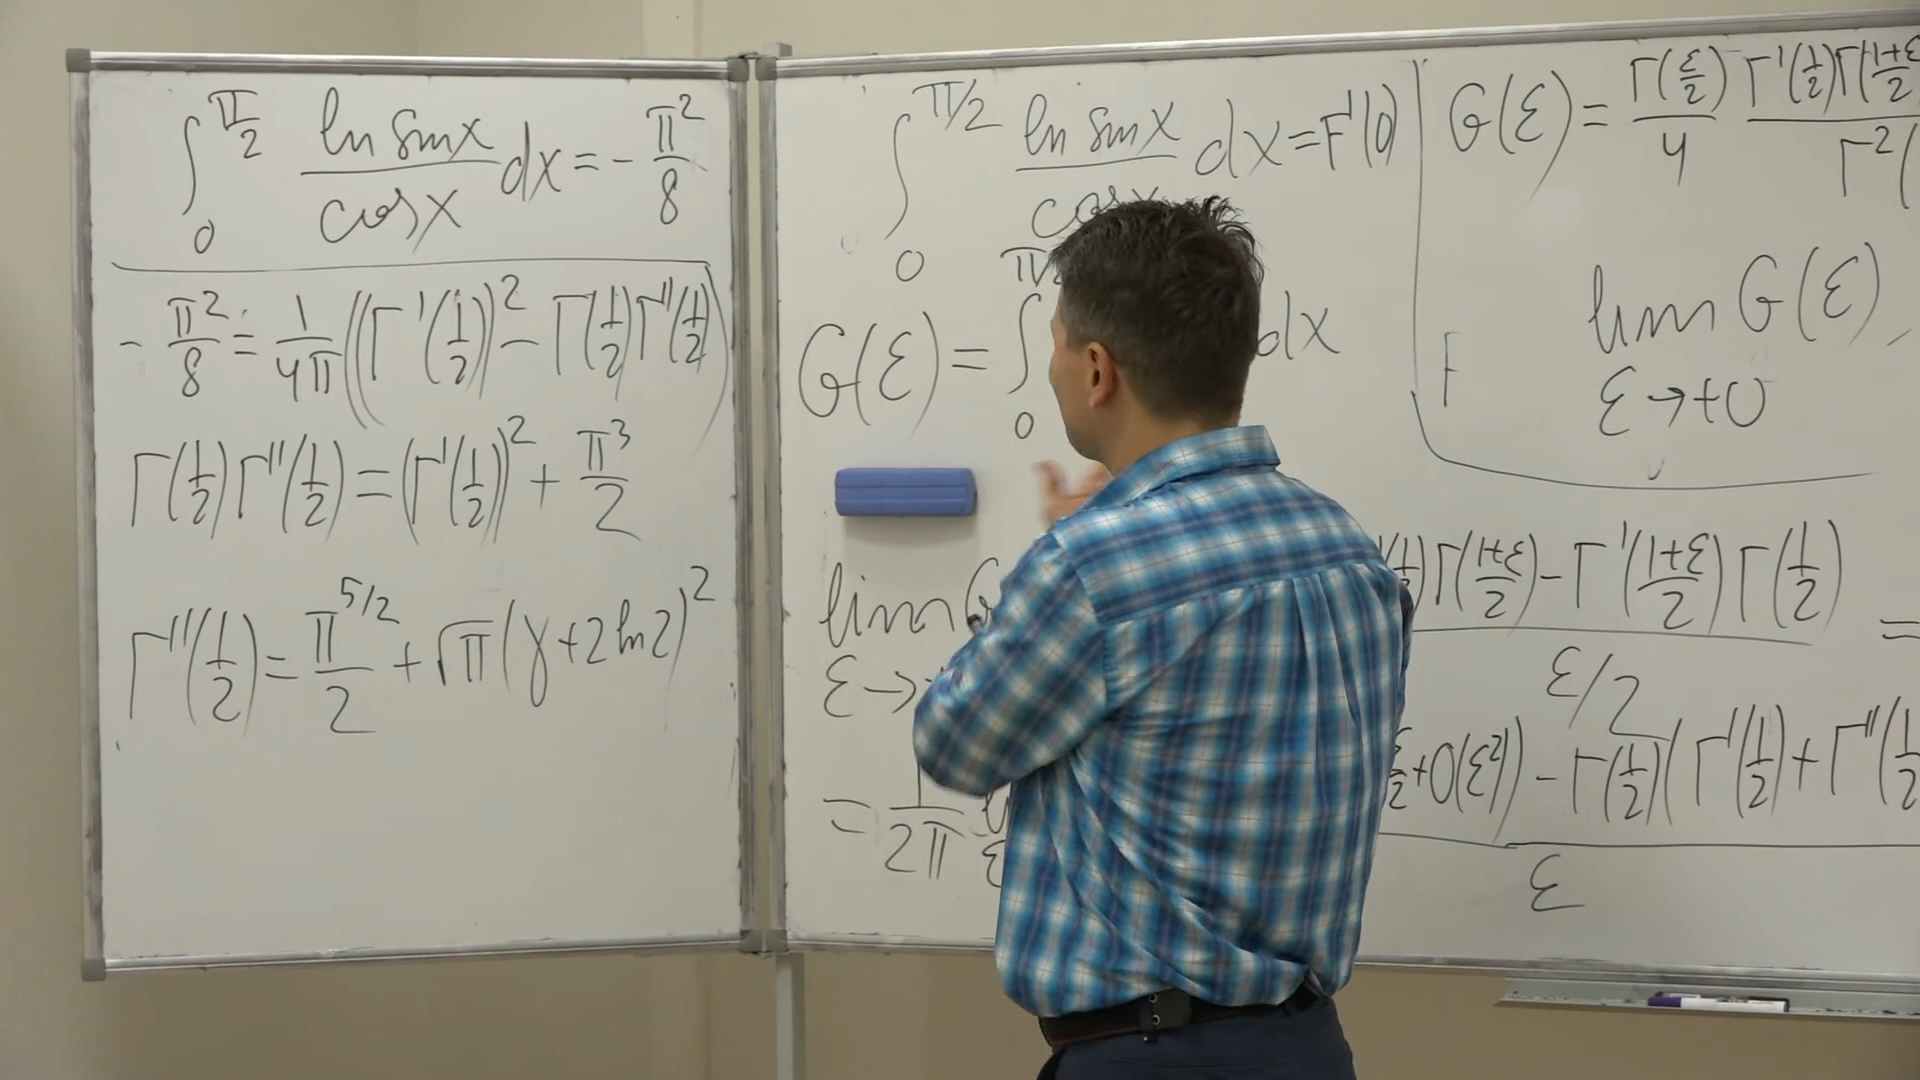 ∫₀^{π/2} ln sin x / cos x dx = - π²/8
- π²/8 = 1/4π ((Γ'(1/2))² - Γ(1/2)Γ''(1/2))
Γ(1/2)Γ''(1/2) = (Γ'(1/2))² + π³/2
Γ''(1/2) = π^{5/2}/2 + √π(γ+2ln2)²
∫₀^{π/2} ln sin x / cos x dx = F'(0)
G(ε) = ∫₀ dx
lim G
ε →
= 1/2π
G(ε) = Γ(ε/2)/4 Γ'(1/2)Γ(1+ε/2) / Γ²(
lim G(ε)
ε → +0
(1/2)Γ(1+ε/2) - Γ'(1+ε/2)Γ(1/2) / ε/2 =
+O(ε²)) - Γ(1/2)(Γ'(1/2) + Γ''(1/2 / ε